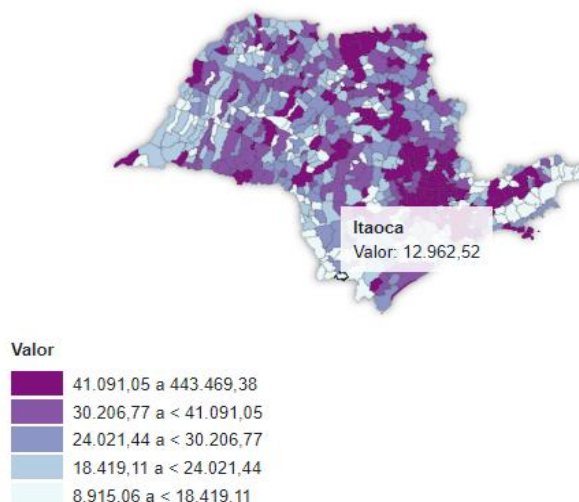 Itaoca
Valor: 12.962,52
Valor
41.091,05 a 443.469,38
30.206,77 a < 41.091,05
24.021,44 a < 30.206,77
18.419,11 a < 24.021,44
8.915,06 a < 18.419,11